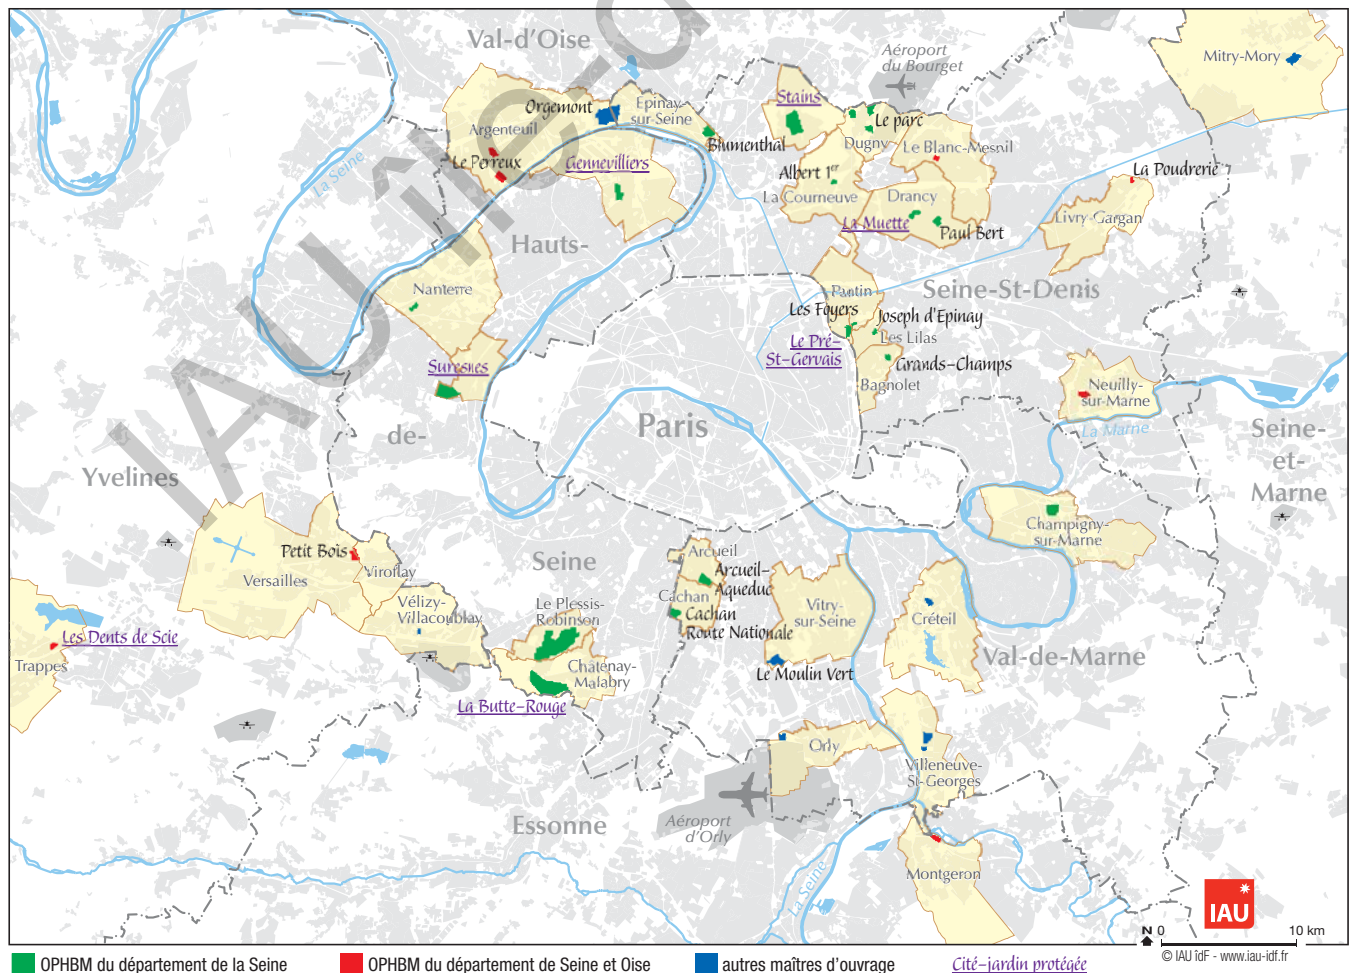 Val-d'Oise
Aéroport
du Bourget
Mitry-Mory
Stains
Orgemont
Epinay-
sur-Seine
Argenteuil
Blumenthal
Le parc
Dugny
Le Blanc-Mesnil
Le Perreux
Gennevilliers
Albert 1er
La Courneuve
Drancy
La Poudrerie
Livry-Gargan
La Seine
La Muette
Paul Bert
Hauts-
Nanterre
Pantin
Seine-St-Denis
Les Foyers
Joseph d'Epinay
Les Lilas
Le Pré-
St-Gervais
Grands-Champs
Bagnolet
Suresnes
Neuilly-
sur-Marne
La Marne
Paris
de-
Seine-
et-
Marne
Yvelines
Champigny-
sur-Marne
Petit Bois
Versailles
Viroflay
Seine
Arcueil
Arcueil-
Aqueduc
Cachan
Cachan
Route Nationale
Vélizy-
Villacoublay
Le Plessis-
Robinson
Vitry-
sur-Seine
Créteil
Les Dents de Scie
Trappes
Châtenay-
Malabry
Le Moulin Vert
Val-de-Marne
La Butte-Rouge
Orly
Villeneuve-
St-Georges
Essonne
Aéroport
d'Orly
Montgeron
La Seine
IAU
N 0 10 km
© IAU îdF - www.iau-idf.fr
OPHBM du département de la Seine
OPHBM du département de Seine et Oise
autres maîtres d'ouvrage
Cité-jardin protégée